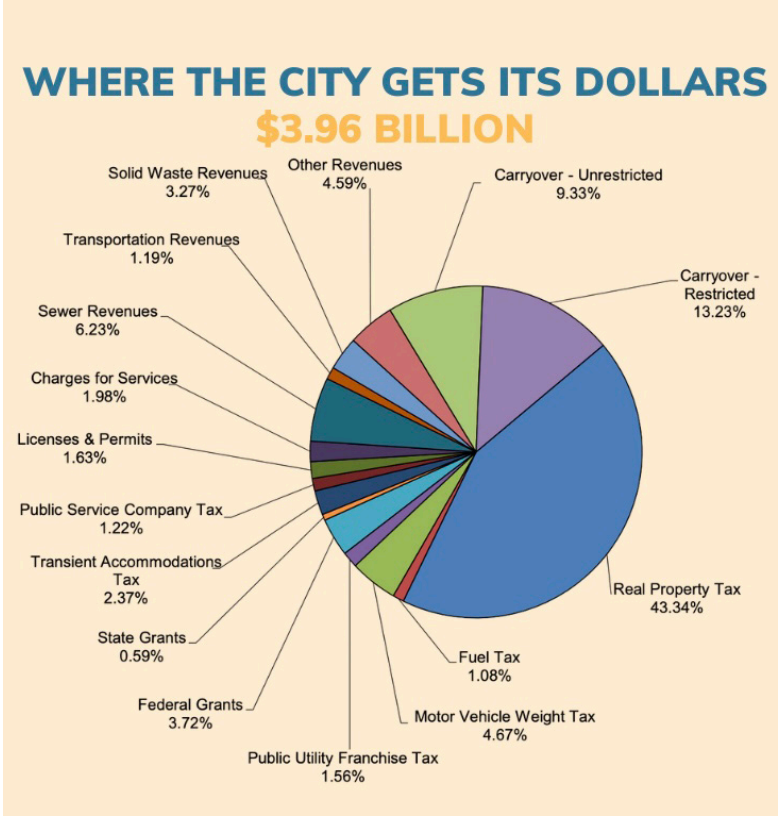 WHERE THE CITY GETS ITS DOLLARS
$3.96 BILLION
Other Revenues
4.59%
Solid Waste Revenues
3.27%
Carryover - Unrestricted
9.33%
Transportation Revenues
1.19%
Carryover -
Restricted
13.23%
Sewer Revenues
6.23%
Charges for Services
1.98%
Licenses & Permits
1.63%
Public Service Company Tax
1.22%
Transient Accommodations
Tax
2.37%
Real Property Tax
43.34%
State Grants
0.59%
Fuel Tax
1.08%
Federal Grants
3.72%
Motor Vehicle Weight Tax
4.67%
Public Utility Franchise Tax
1.56%